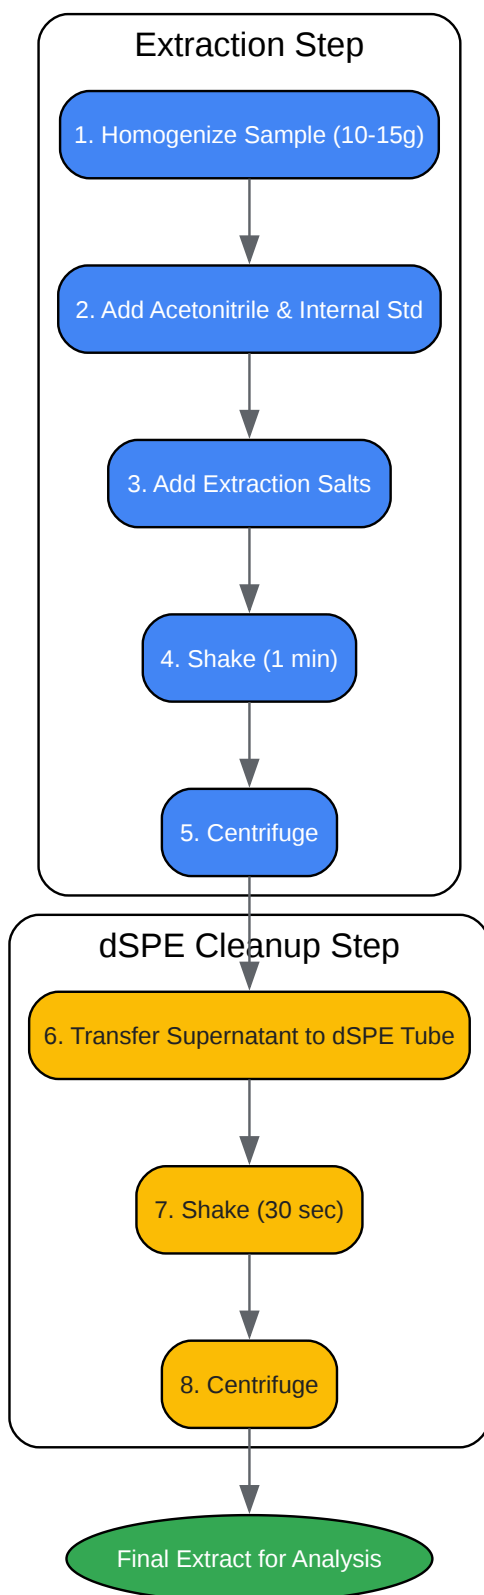 Extraction Step
1. Homogenize Sample (10-15g)
2. Add Acetonitrile & Internal Std
3. Add Extraction Salts
4. Shake (1 min)
5. Centrifuge
dSPE Cleanup Step
6. Transfer Supernatant to dSPE Tube
7. Shake (30 sec)
8. Centrifuge
Final Extract for Analysis